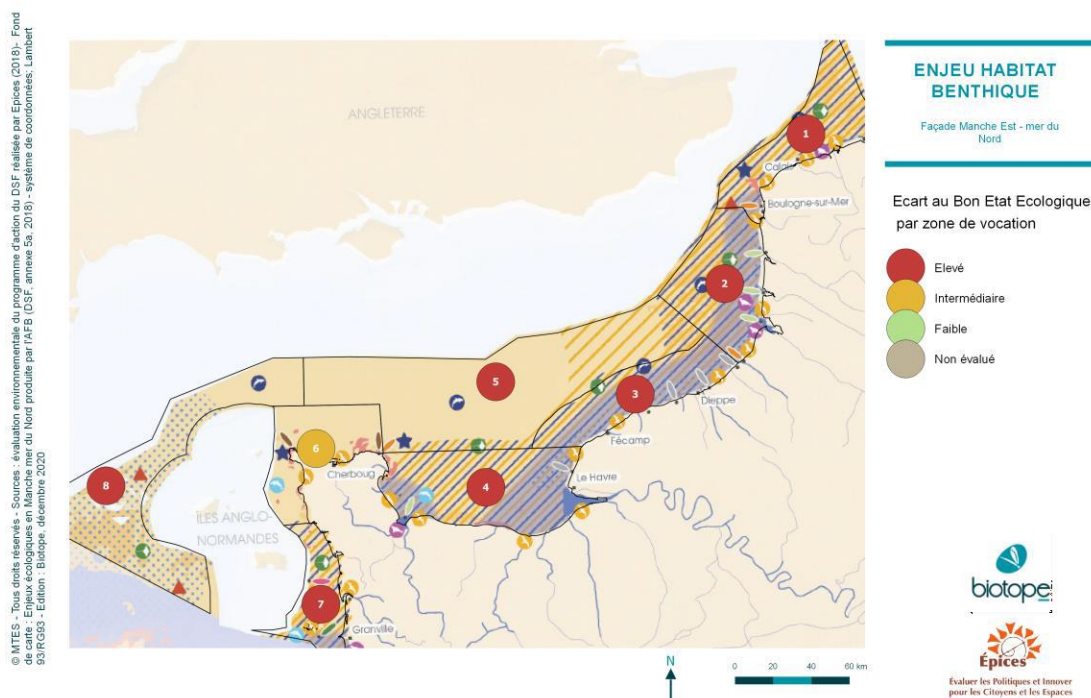 © MTES - Tous droits réservés - Sources : évaluation environnementale du programme d'action du DSF réalisée par Epices (2018)- Fond
de carte : Enjeux écologiques en Manche mer du Nord produite par l'AFB (DSF, annexe 5a, 2018) - système de coordonnées; Lambert
93/RG93 - Edition : Biotope, décembre 2020
ANGLETERRE
1
Calais
Boulogne-sur-Mer
2
5
3
Dieppe
Fécamp
6
Cherboug
4
Le Havre
8
ÎLES ANGLO-
NORMANDES
7
Granville
ENJEU HABITAT
BENTHIQUE
Façade Manche Est - mer du
Nord
Ecart au Bon Etat Ecologique
par zone de vocation
Elevé
Intermédiaire
Faible
Non évalué
biotope
Épices
Évaluer les Politiques et Innover
pour les Citoyens et les Espaces
N
0 20 40 60 km